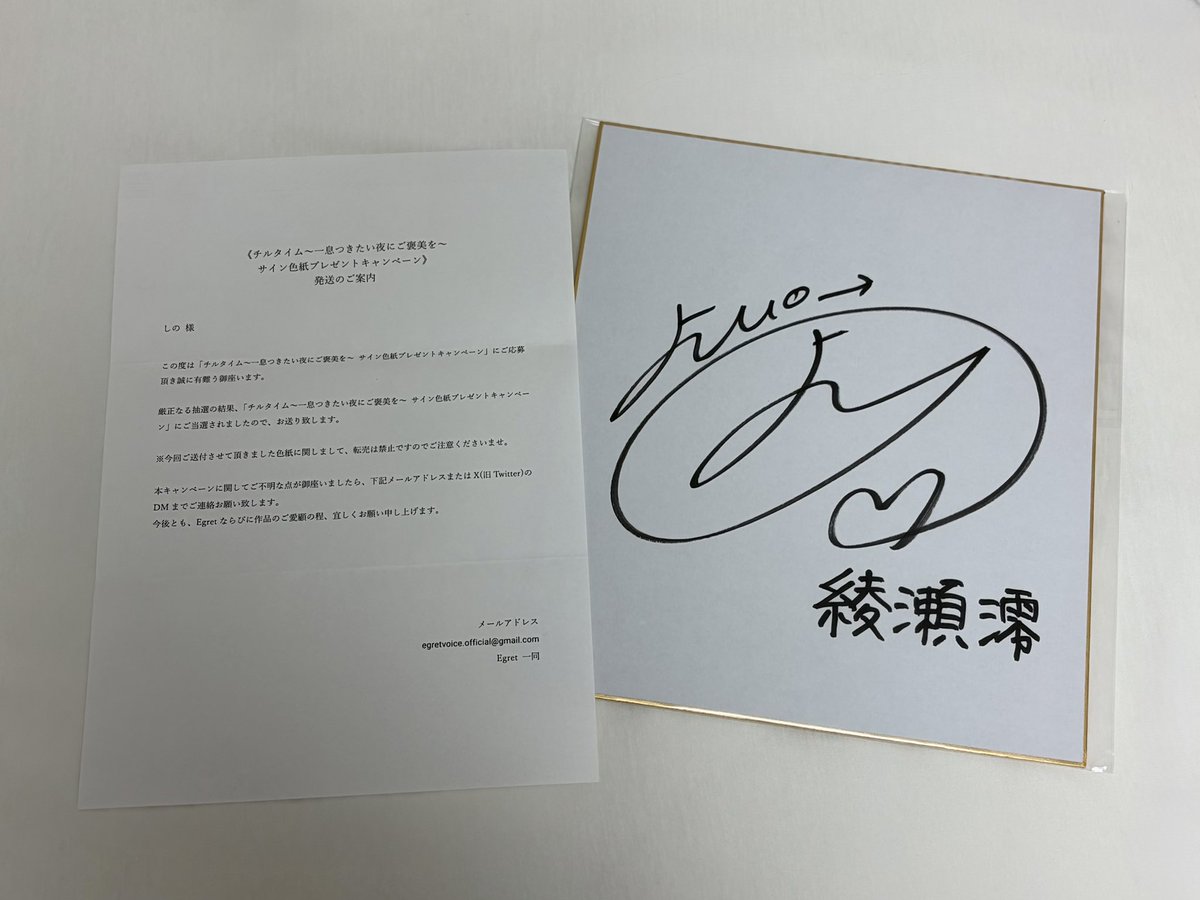 《チルタイム～一息つきたい夜にご褒美を～
サイン色紙プレゼントキャンペーン》
発送のご案内
しの 様
この度は「チルタイム～一息つきたい夜にご褒美を～ サイン色紙プレゼントキャンペーン」にご応募
頂き誠に有難う御座います。
厳正なる抽選の結果、「チルタイム～一息つきたい夜にご褒美を～ サイン色紙プレゼントキャンペー
ン」にご当選されましたので、お送り致します。
※今回ご送付させて頂きました色紙に関しまして、転売は禁止ですのでご注意くださいませ。
本キャンペーンに関してご不明な点が御座いましたら、下記メールアドレスまたは X(旧 Twitter)の
DM までご連絡お願い致します。
今後とも、Egret ならびに作品のご愛顧の程、宜しくお願い申し上げます。
メールアドレス
egretvoice.official@gmail.com
Egret 一同
綾瀬澪